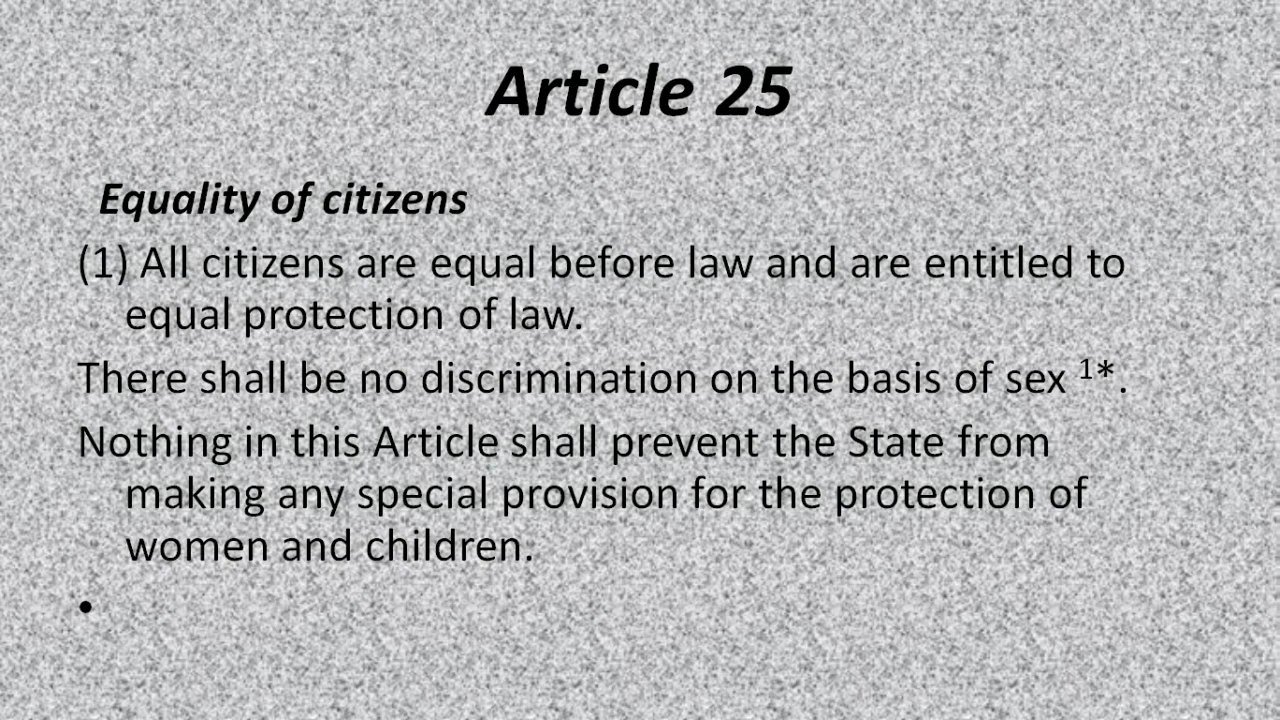 Article 25
Equality of citizens
(1) All citizens are equal before law and are entitled to
equal protection of law.
There shall be no discrimination on the basis of sex ¹*.
Nothing in this Article shall prevent the State from
making any special provision for the protection of
women and children.
•